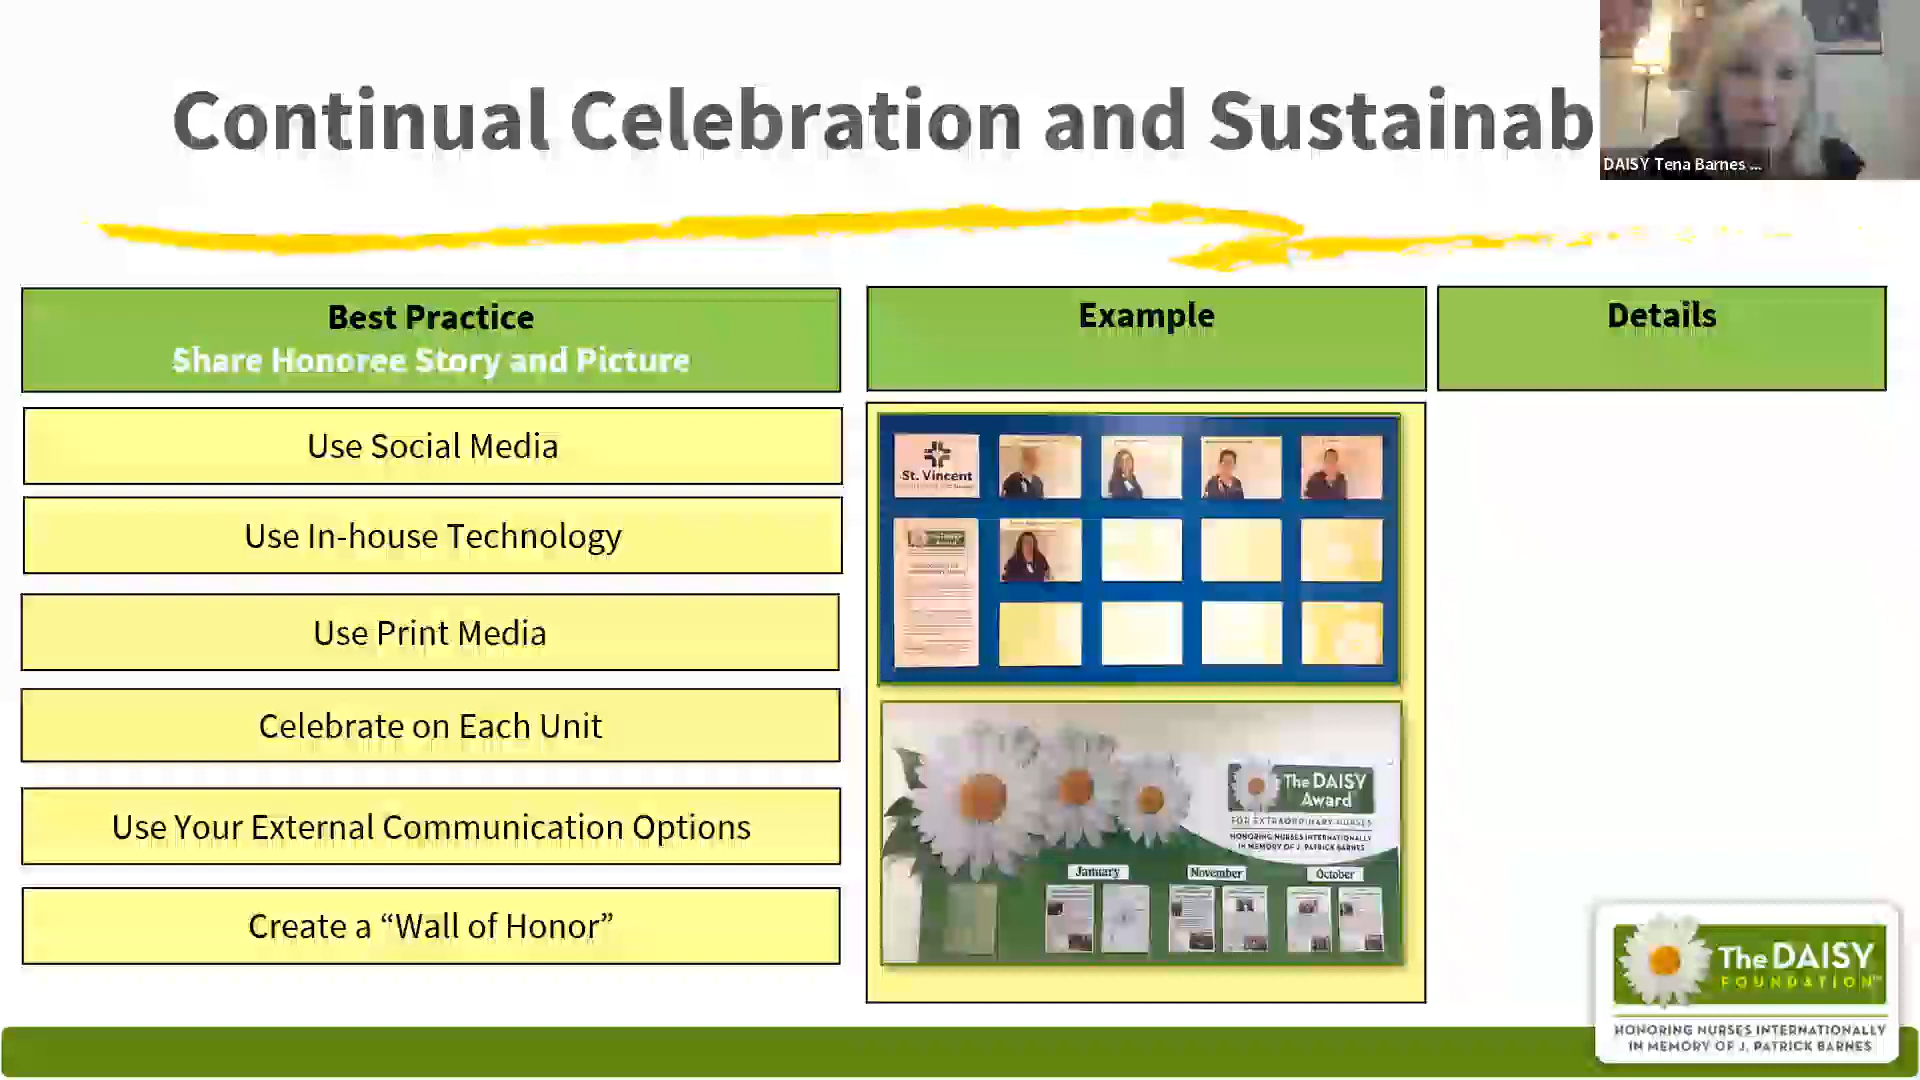 Continual Celebration and Sustainab
DAISY Tena Barnes ...
Best Practice
Share Honoree Story and Picture
Example
Details
Use Social Media
Use In-house Technology
Use Print Media
Celebrate on Each Unit
Use Your External Communication Options
Create a “Wall of Honor”
St. Vincent
The DAISY
Award
FOR EXTRAORDINARY NURSES
HONORING NURSES INTERNATIONALLY
IN MEMORY OF J. PATRICK BARNES
January
November
October
The DAISY
FOUNDATION™
HONORING NURSES INTERNATIONALLY
IN MEMORY OF J. PATRICK BARNES